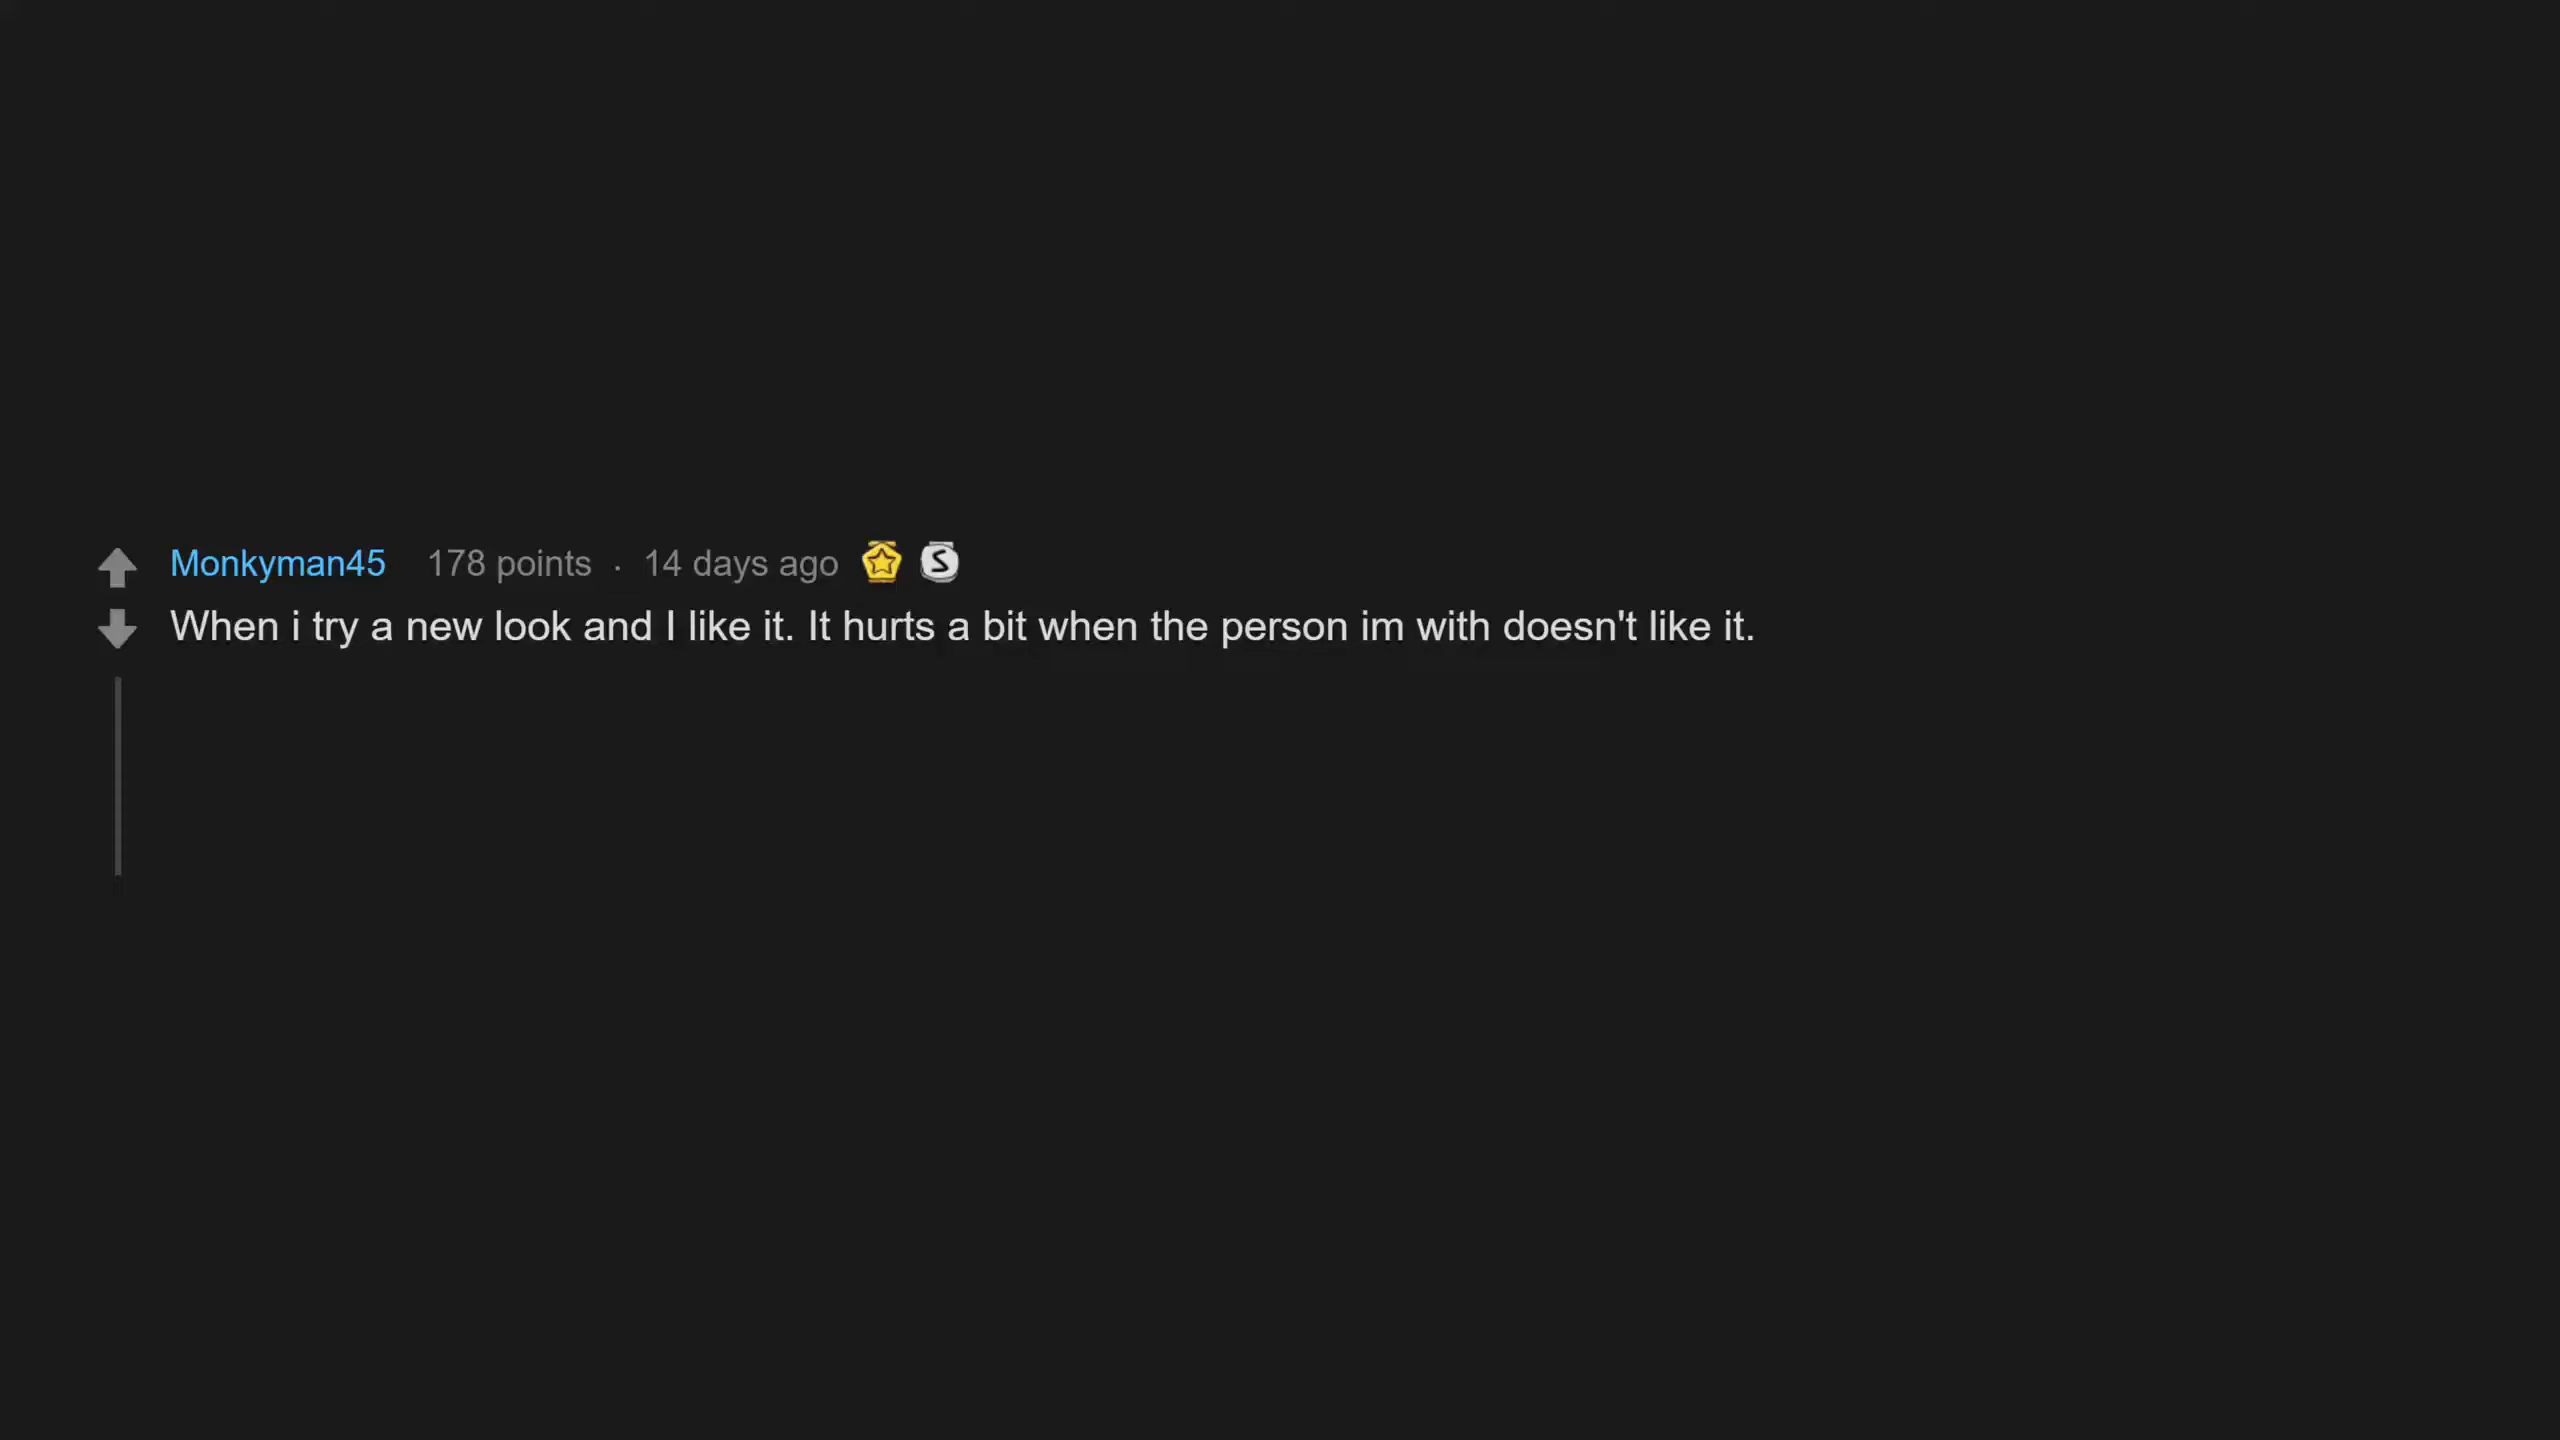 Monkyman45 178 points · 14 days ago S
When i try a new look and I like it. It hurts a bit when the person im with doesn't like it.